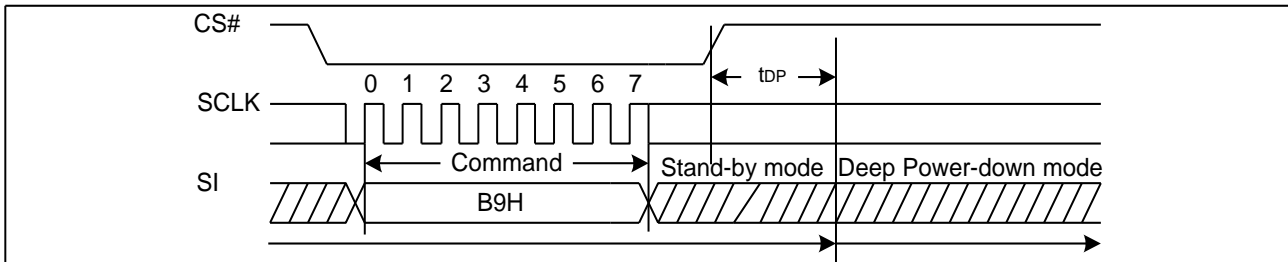 CS#
tDP
0 1 2 3 4 5 6 7
SCLK
Command
Stand-by mode Deep Power-down mode
SI
B9H